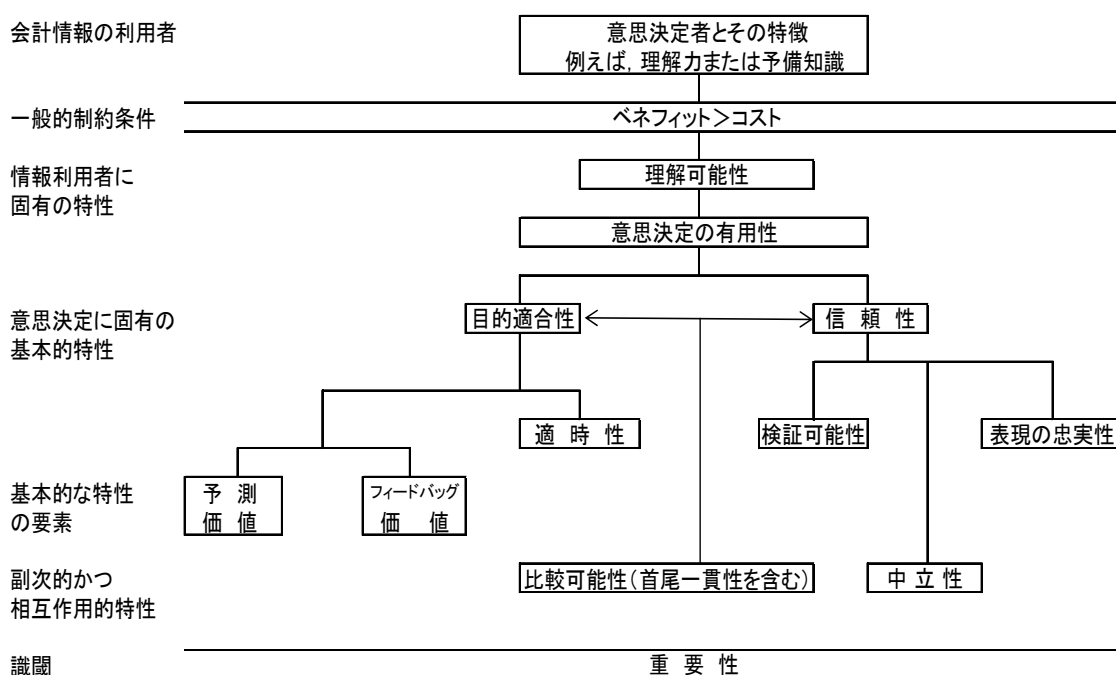 会計情報の利用者
意思決定者とその特徴
例えば, 理解力または予備知識
一般的制約条件
ベネフィット＞コスト
情報利用者に
固有の特性
理解可能性
意思決定の有用性
意思決定に固有の
基本的特性
目的適合性
信 頼 性
適 時 性
検証可能性
表現の忠実性
基本的な特性
の要素
予 測
価 値
フィードバッグ
価 値
副次的かつ
相互作用的特性
比較可能性（首尾一貫性を含む）
中 立 性
識閾
重 要 性